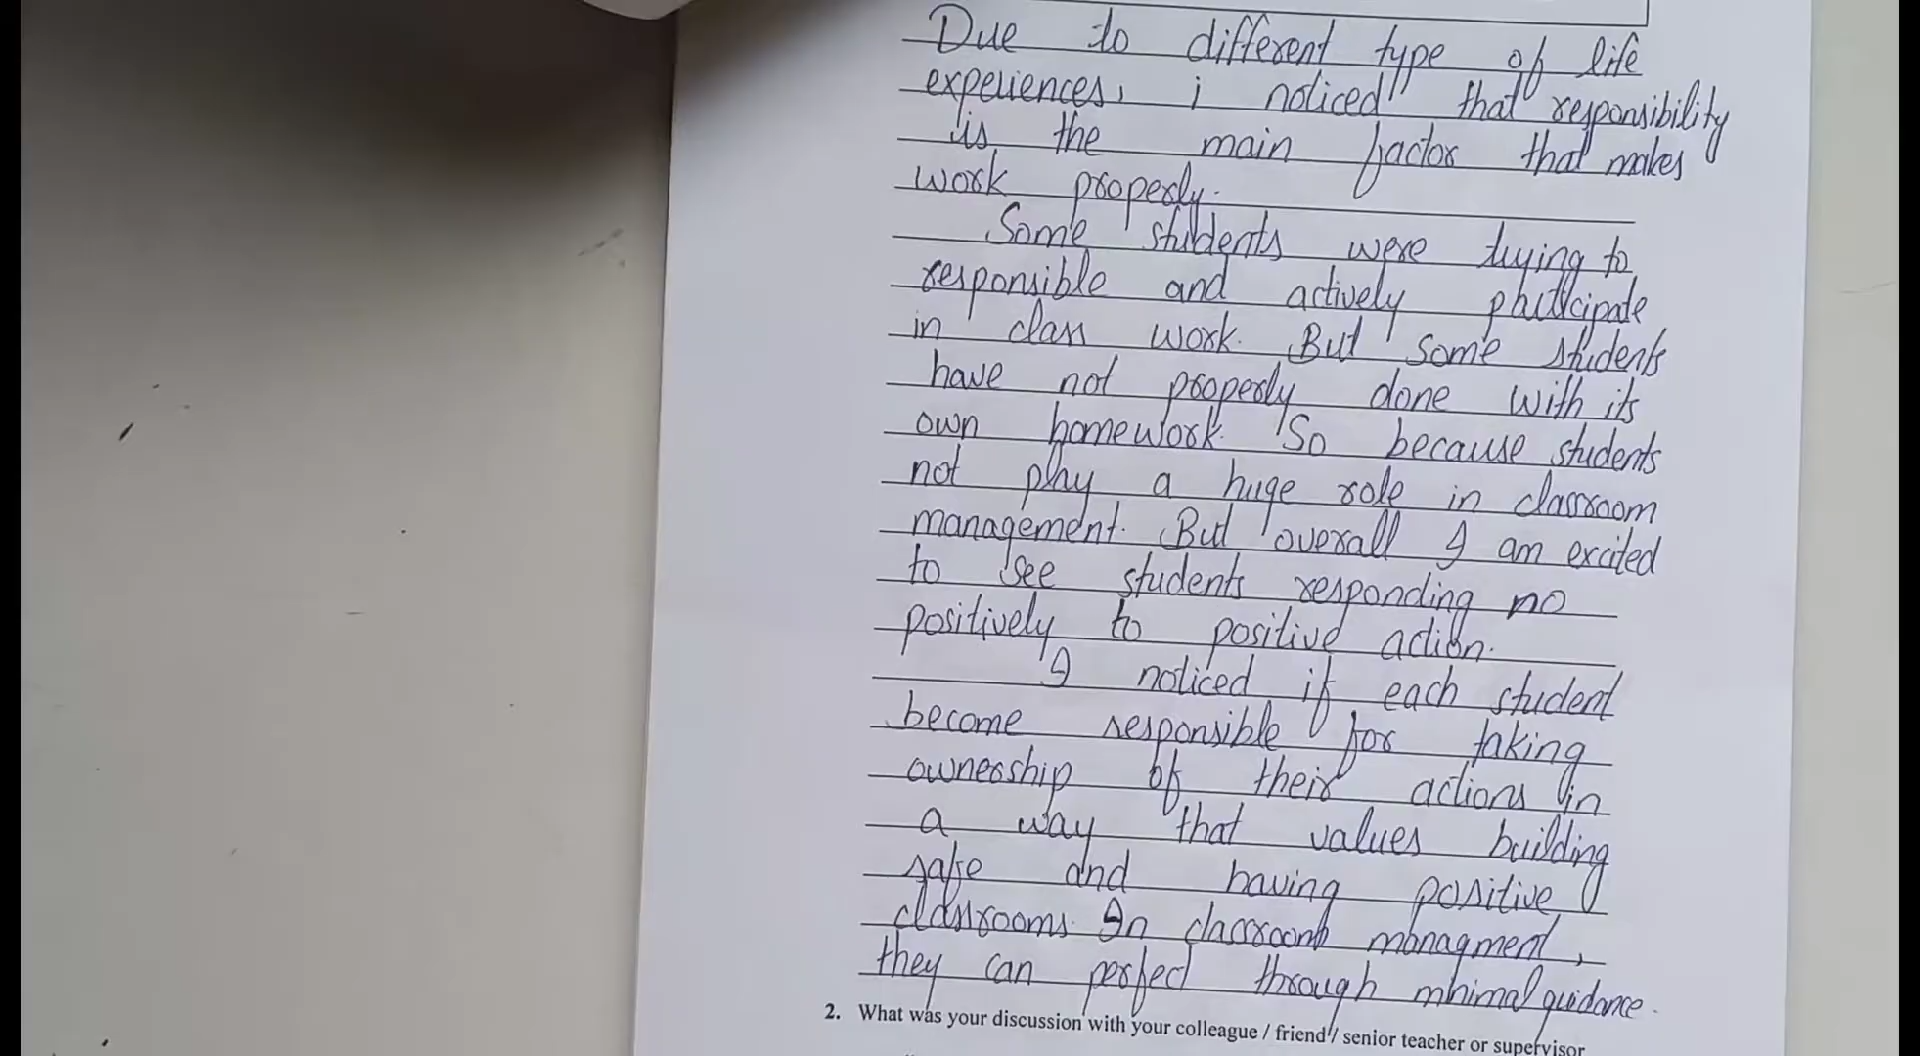 Due to different type of life
experiences, i noticed that responsibility
is the main factor that makes
work properly.
Some students were trying to
responsible and actively participate
in class work. But some students
have not properly done with its
own homework. So because students
not play a huge role in classroom
management. But overall I am excited
to see students responding no
positively to positive action.
I noticed if each student
become responsible for taking
ownership of their actions in
a way that values building
safe and having positive
classrooms. In classroom managment,
they can perfect through minimal guidance.
2. What was your discussion with your colleague / friend / senior teacher or supervisor